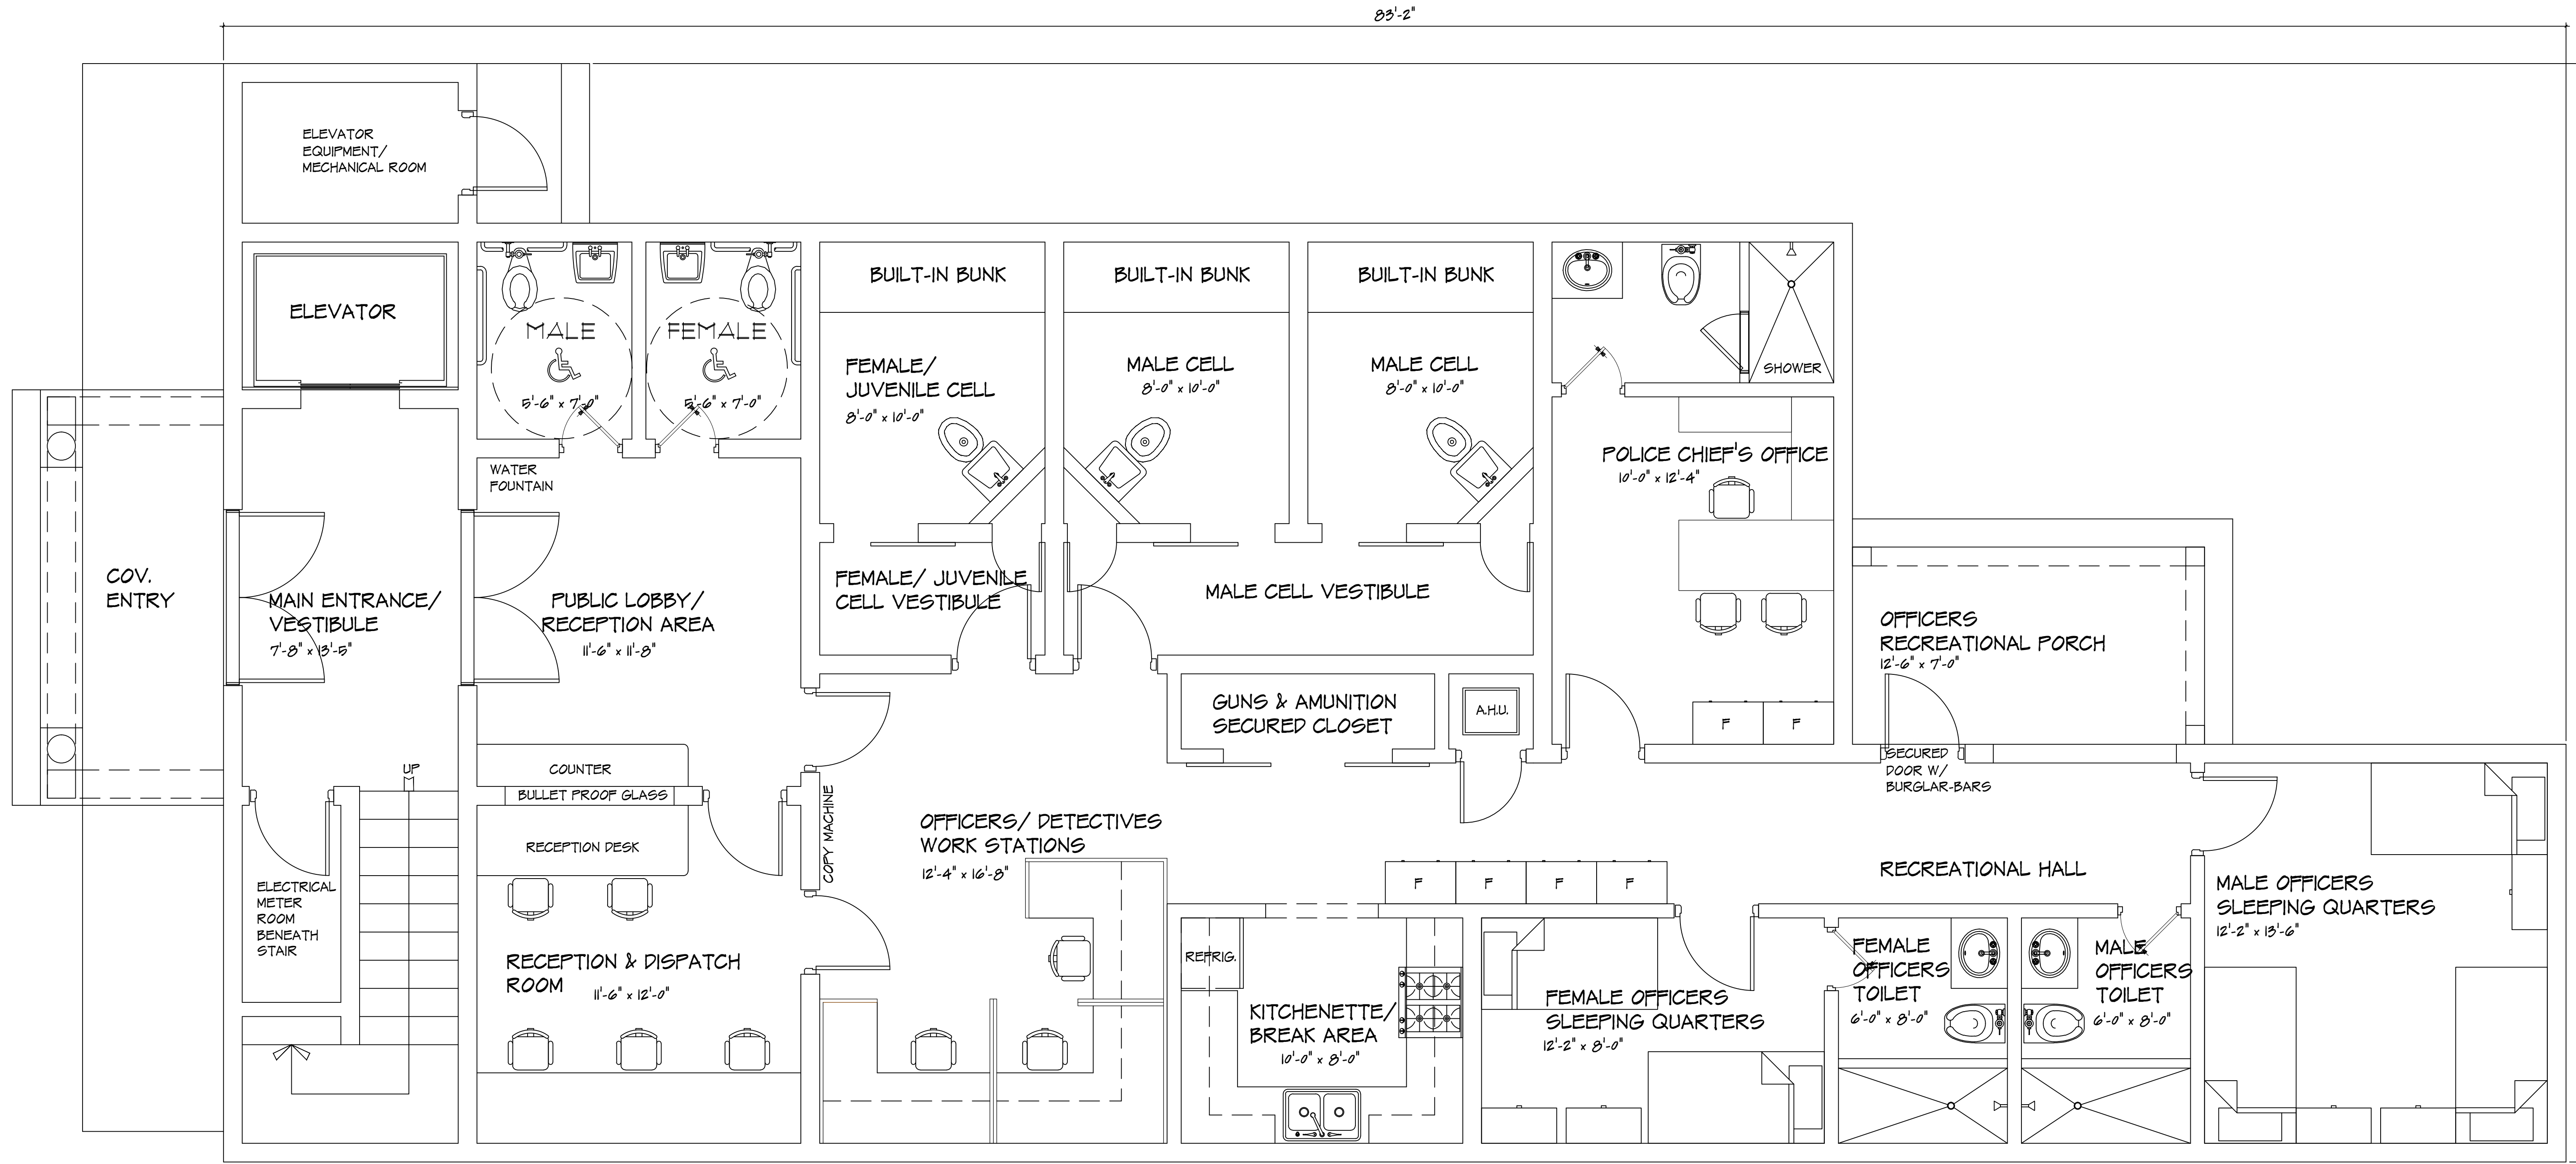 83'-2"
ELEVATOR
EQUIPMENT/
MECHANICAL ROOM
ELEVATOR
MALE
5'-6" x 7'-0"
FEMALE
5'-6" x 7'-0"
WATER
FOUNTAIN
BUILT-IN BUNK
BUILT-IN BUNK
BUILT-IN BUNK
FEMALE/
JUVENILE CELL
8'-0" x 10'-0"
MALE CELL
8'-0" x 10'-0"
MALE CELL
8'-0" x 10'-0"
SHOWER
POLICE CHIEF'S OFFICE
10'-0" x 12'-4"
F
F
COV.
ENTRY
MAIN ENTRANCE/
VESTIBULE
7'-8" x 13'-5"
PUBLIC LOBBY/
RECEPTION AREA
11'-6" x 11'-8"
FEMALE/ JUVENILE
CELL VESTIBULE
MALE CELL VESTIBULE
OFFICERS
RECREATIONAL PORCH
12'-6" x 7'-0"
GUNS & AMUNITION
SECURED CLOSET
A.H.U.
SECURED
DOOR W/
BURGLAR-BARS
UP
COUNTER
BULLET PROOF GLASS
RECEPTION DESK
COPY MACHINE
OFFICERS/ DETECTIVES
WORK STATIONS
12'-4" x 16'-8"
F
F
F
F
RECREATIONAL HALL
ELECTRICAL
METER
ROOM
BENEATH
STAIR
RECEPTION & DISPATCH
ROOM
11'-6" x 12'-0"
REFRIG.
KITCHENETTE/
BREAK AREA
10'-0" x 8'-0"
FEMALE OFFICERS
SLEEPING QUARTERS
12'-2" x 8'-0"
FEMALE
OFFICERS
TOILET
6'-0" x 8'-0"
MALE
OFFICERS
TOILET
6'-0" x 8'-0"
MALE OFFICERS
SLEEPING QUARTERS
12'-2" x 13'-6"